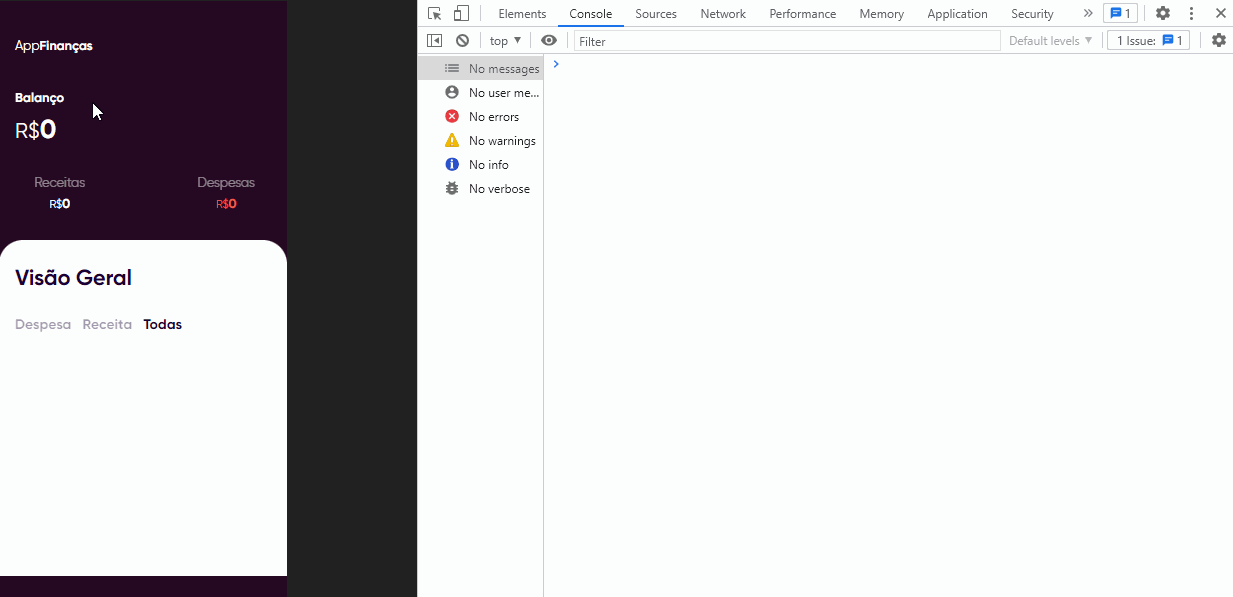 AppFinanças
Balanço
R$0
Receitas Despesas
R$0 R$0
Visão Geral
Despesa Receita Todas
Elements Console Sources Network Performance Memory Application Security 1
top Filter Default levels 1 Issue: 1
No messages
No user me...
No errors
No warnings
No info
No verbose